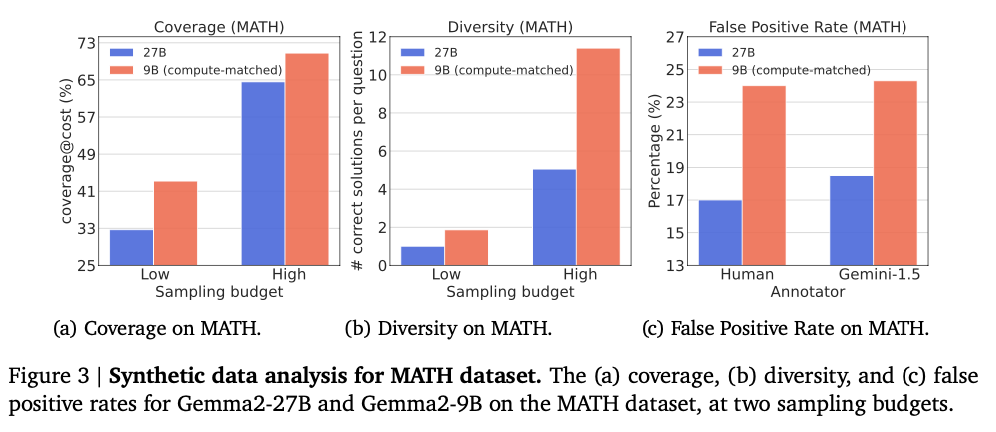 Coverage (MATH)
73
65
57
49
41
33
25
coverage@cost (%)
27B
9B (compute-matched)
Low
High
Sampling budget
(a) Coverage on MATH.
Diversity (MATH)
12
10
8
6
4
2
0
# correct solutions per question
27B
9B (compute-matched)
Low
High
Sampling budget
(b) Diversity on MATH.
False Positive Rate (MATH)
27
25
23
21
19
17
15
13
Percentage (%)
27B
9B (compute-matched)
Human
Gemini-1.5
Annotator
(c) False Positive Rate on MATH.
Figure 3 | Synthetic data analysis for MATH dataset. The (a) coverage, (b) diversity, and (c) false
positive rates for Gemma2-27B and Gemma2-9B on the MATH dataset, at two sampling budgets.